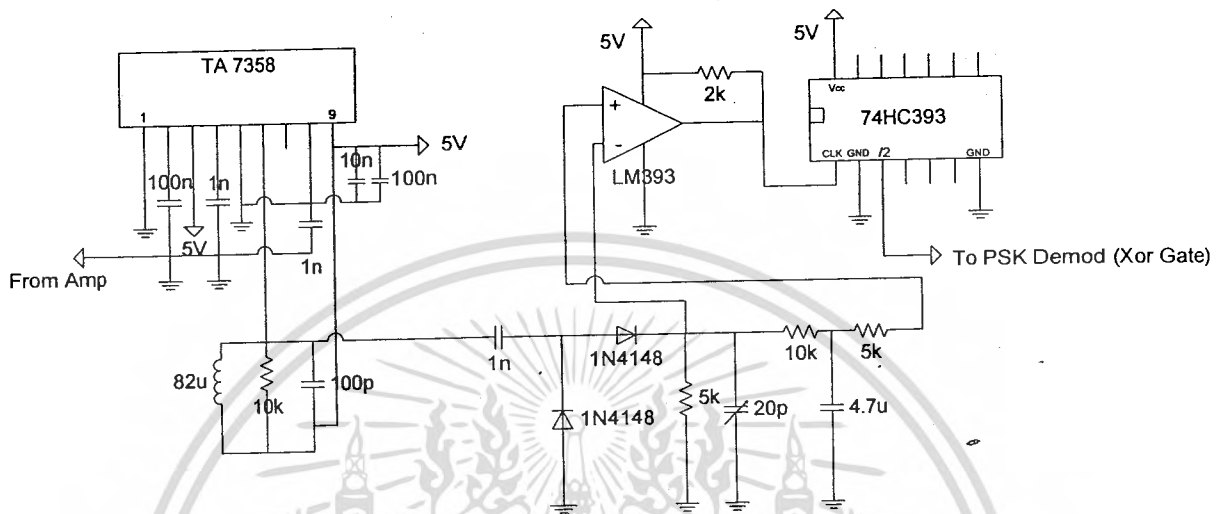 TA 7358
1
9
5V
10n
100n
100n
1n
5V
1n
From Amp
82u
10k
100p
1n
1N4148
1N4148
5k
20p
10k
5k
4.7u
5V
2k
+
-
LM393
5V
Vcc
74HC393
CLK
GND
/2
GND
To PSK Demod (Xor Gate)